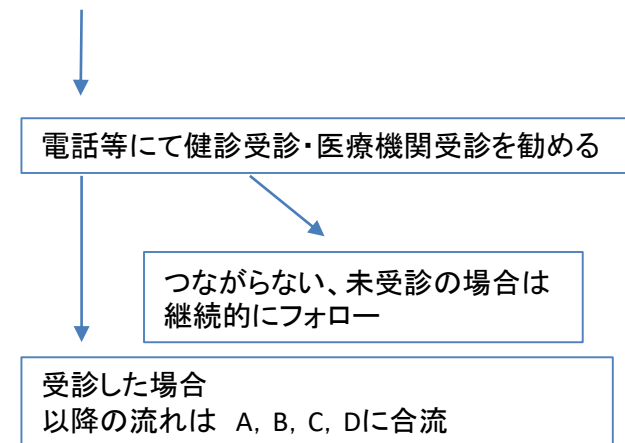 電話等にて健診受診・医療機関受診を勧める
つながらない、未受診の場合は
継続的にフォロー
受診した場合
以降の流れは A, B, C, Dに合流